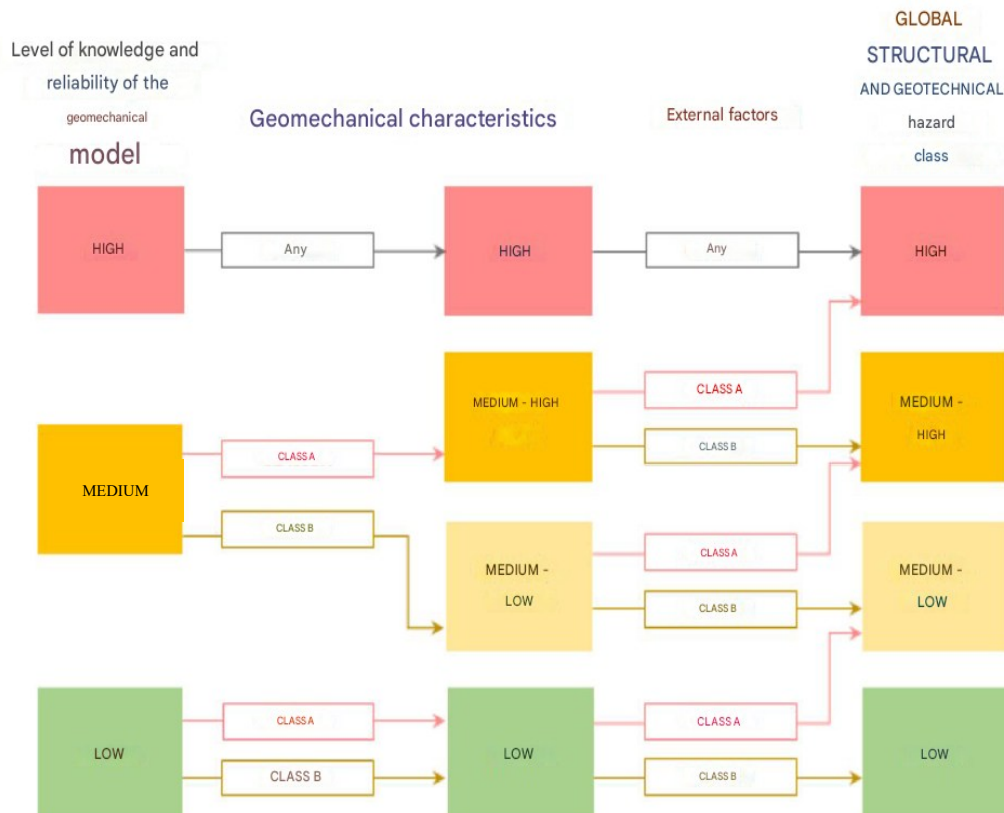 Level of knowledge and
reliability of the
geomechanical
model
Geomechanical characteristics
External factors
GLOBAL
STRUCTURAL
AND GEOTECHNICAL
hazard
class
HIGH
Any
HIGH
Any
HIGH
MEDIUM - HIGH
CLASS A
CLASS B
MEDIUM -
HIGH
MEDIUM
CLASS A
CLASS B
MEDIUM -
LOW
CLASS A
CLASS B
MEDIUM -
LOW
LOW
CLASS A
CLASS B
LOW
CLASS A
CLASS B
LOW